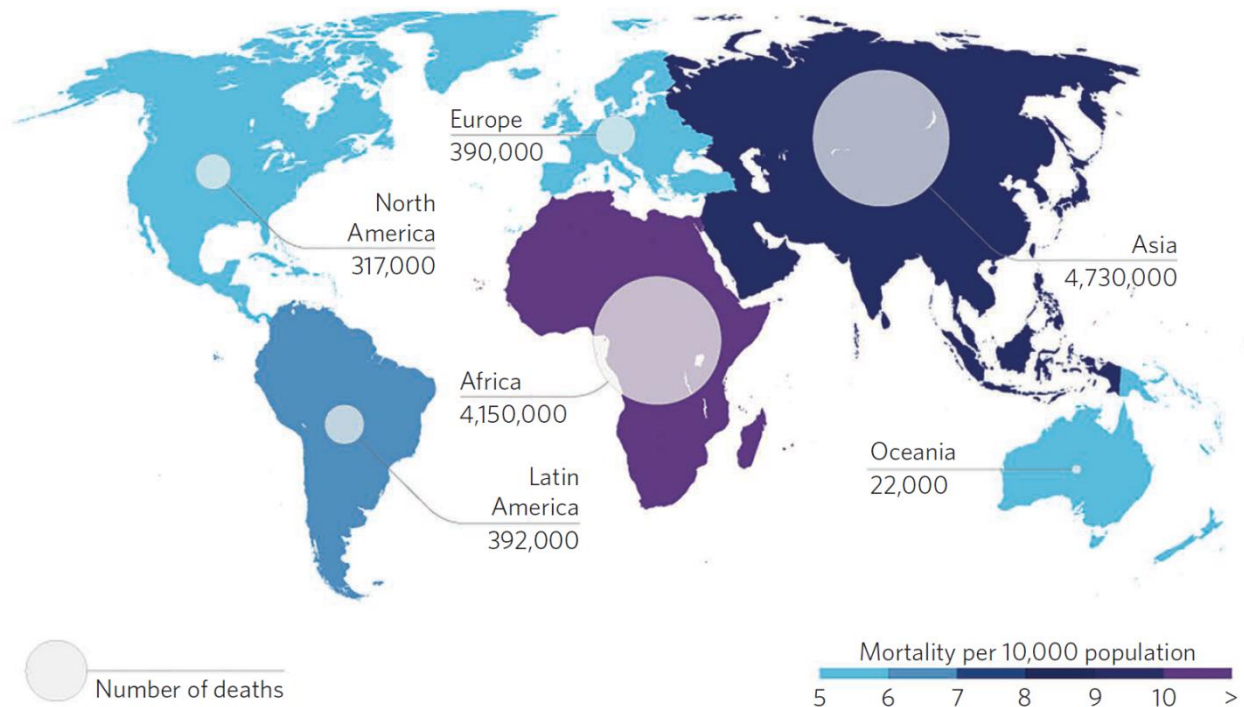 Europe
390,000
North
America
317,000
Asia
4,730,000
Africa
4,150,000
Oceania
22,000
Latin
America
392,000
Number of deaths
Mortality per 10,000 population
5 6 7 8 9 10 >